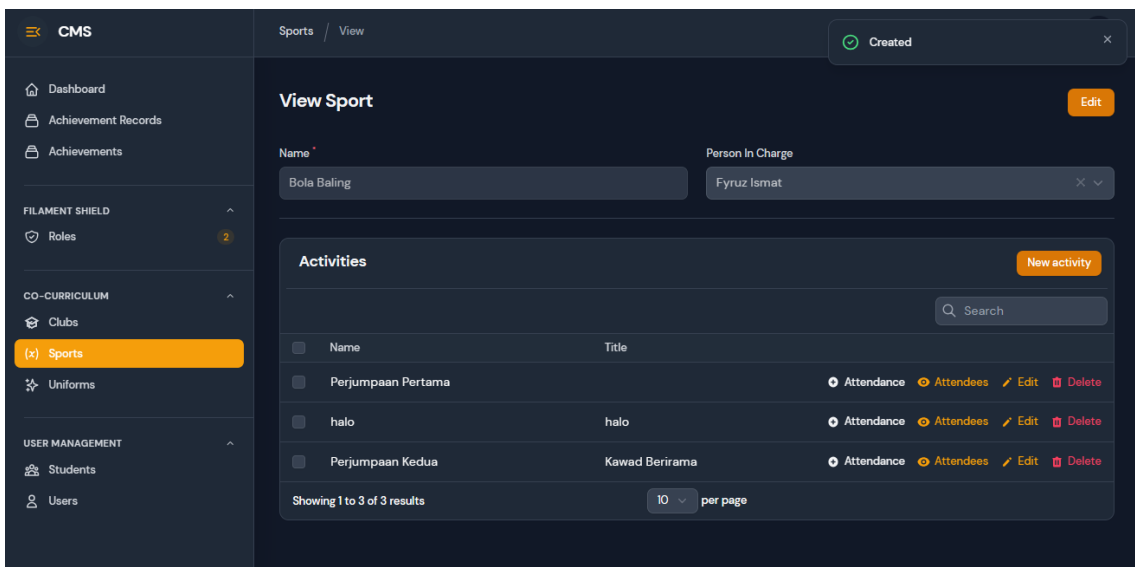 CMS
Sports / View
Created
Dashboard
Achievement Records
Achievements
FILAMENT SHIELD
Roles 2
CO-CURRICULUM
Clubs
(x) Sports
Uniforms
USER MANAGEMENT
Students
Users
View Sport
Edit
Name* Person In Charge
Bola Baling Fyruz Ismat
Activities New activity
Search
Name Title
Perjumpaan Pertama Attendance Attendees Edit Delete
halo halo Attendance Attendees Edit Delete
Perjumpaan Kedua Kawad Berirama Attendance Attendees Edit Delete
Showing 1 to 3 of 3 results 10 per page